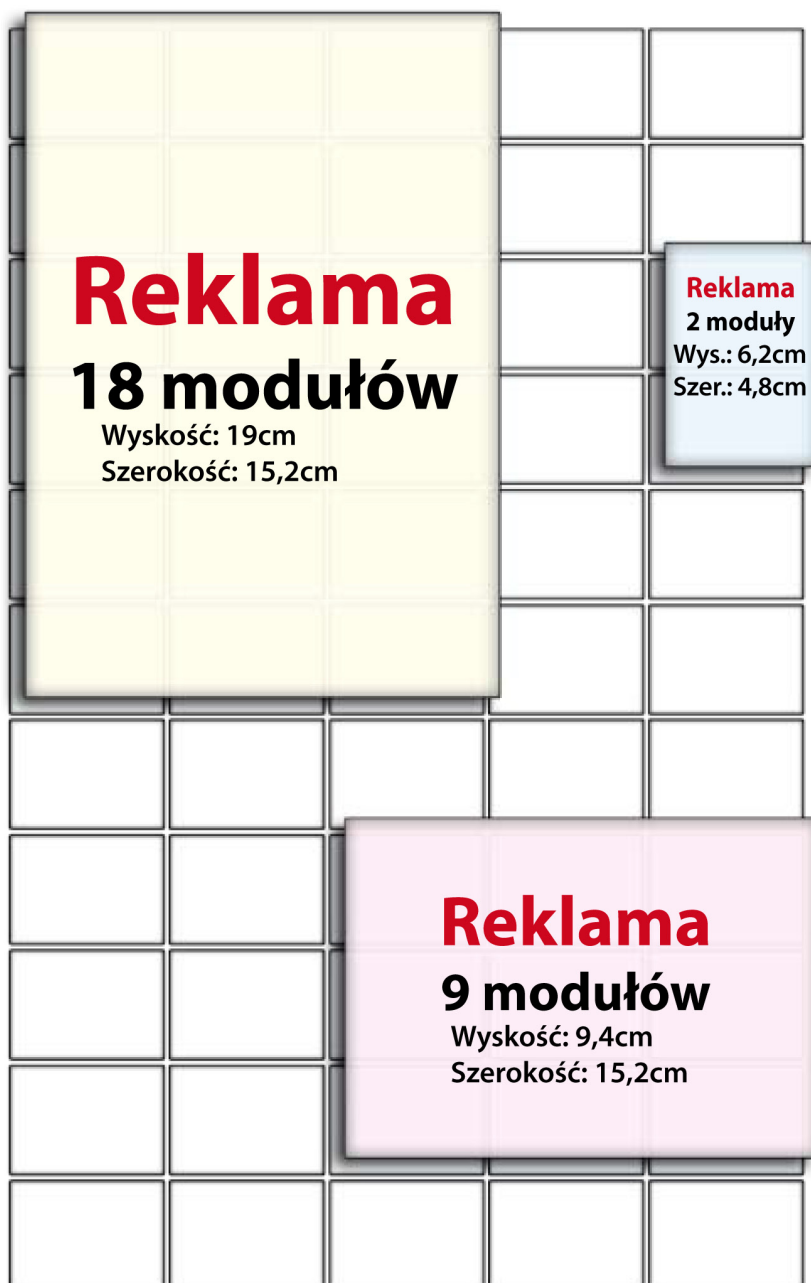 Reklama
18 modułów
Wyskość: 19cm
Szerokość: 15,2cm
Reklama
2 moduły
Wys.: 6,2cm
Szer.: 4,8cm
Reklama
9 modułów
Wyskość: 9,4cm
Szerokość: 15,2cm